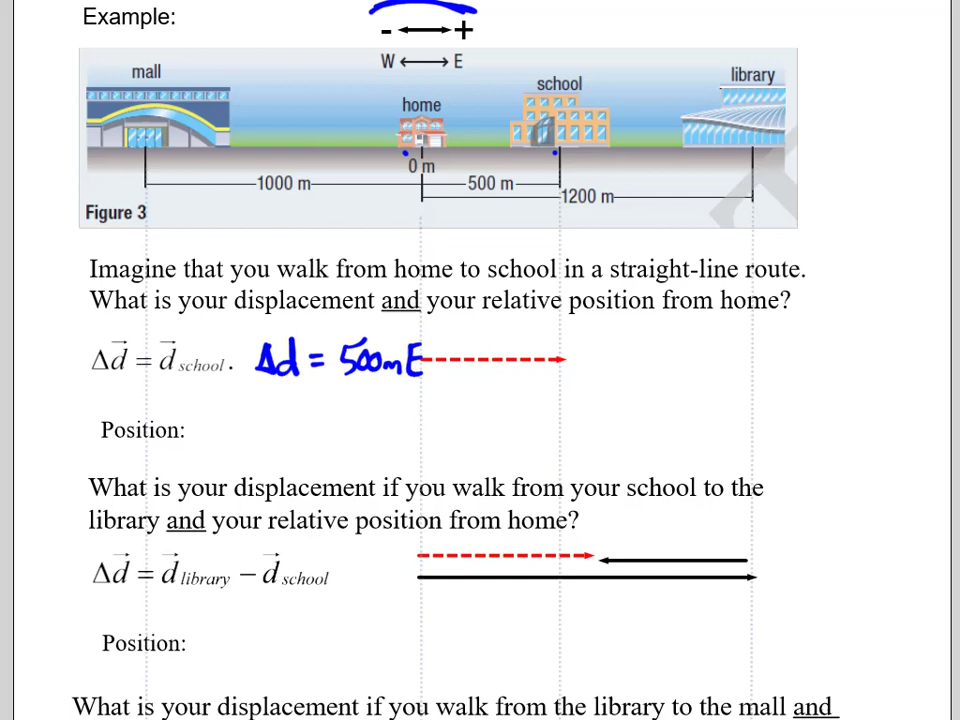 Example:
- +
W E
mall
home
school
library
0 m
1000 m
500 m
1200 m
Figure 3
Imagine that you walk from home to school in a straight-line route.
What is your displacement and your relative position from home?
Δd = d school. Δd = 500m E
Position:
What is your displacement if you walk from your school to the
library and your relative position from home?
Δd = d library − d school
Position:
What is your displacement if you walk from the library to the mall and